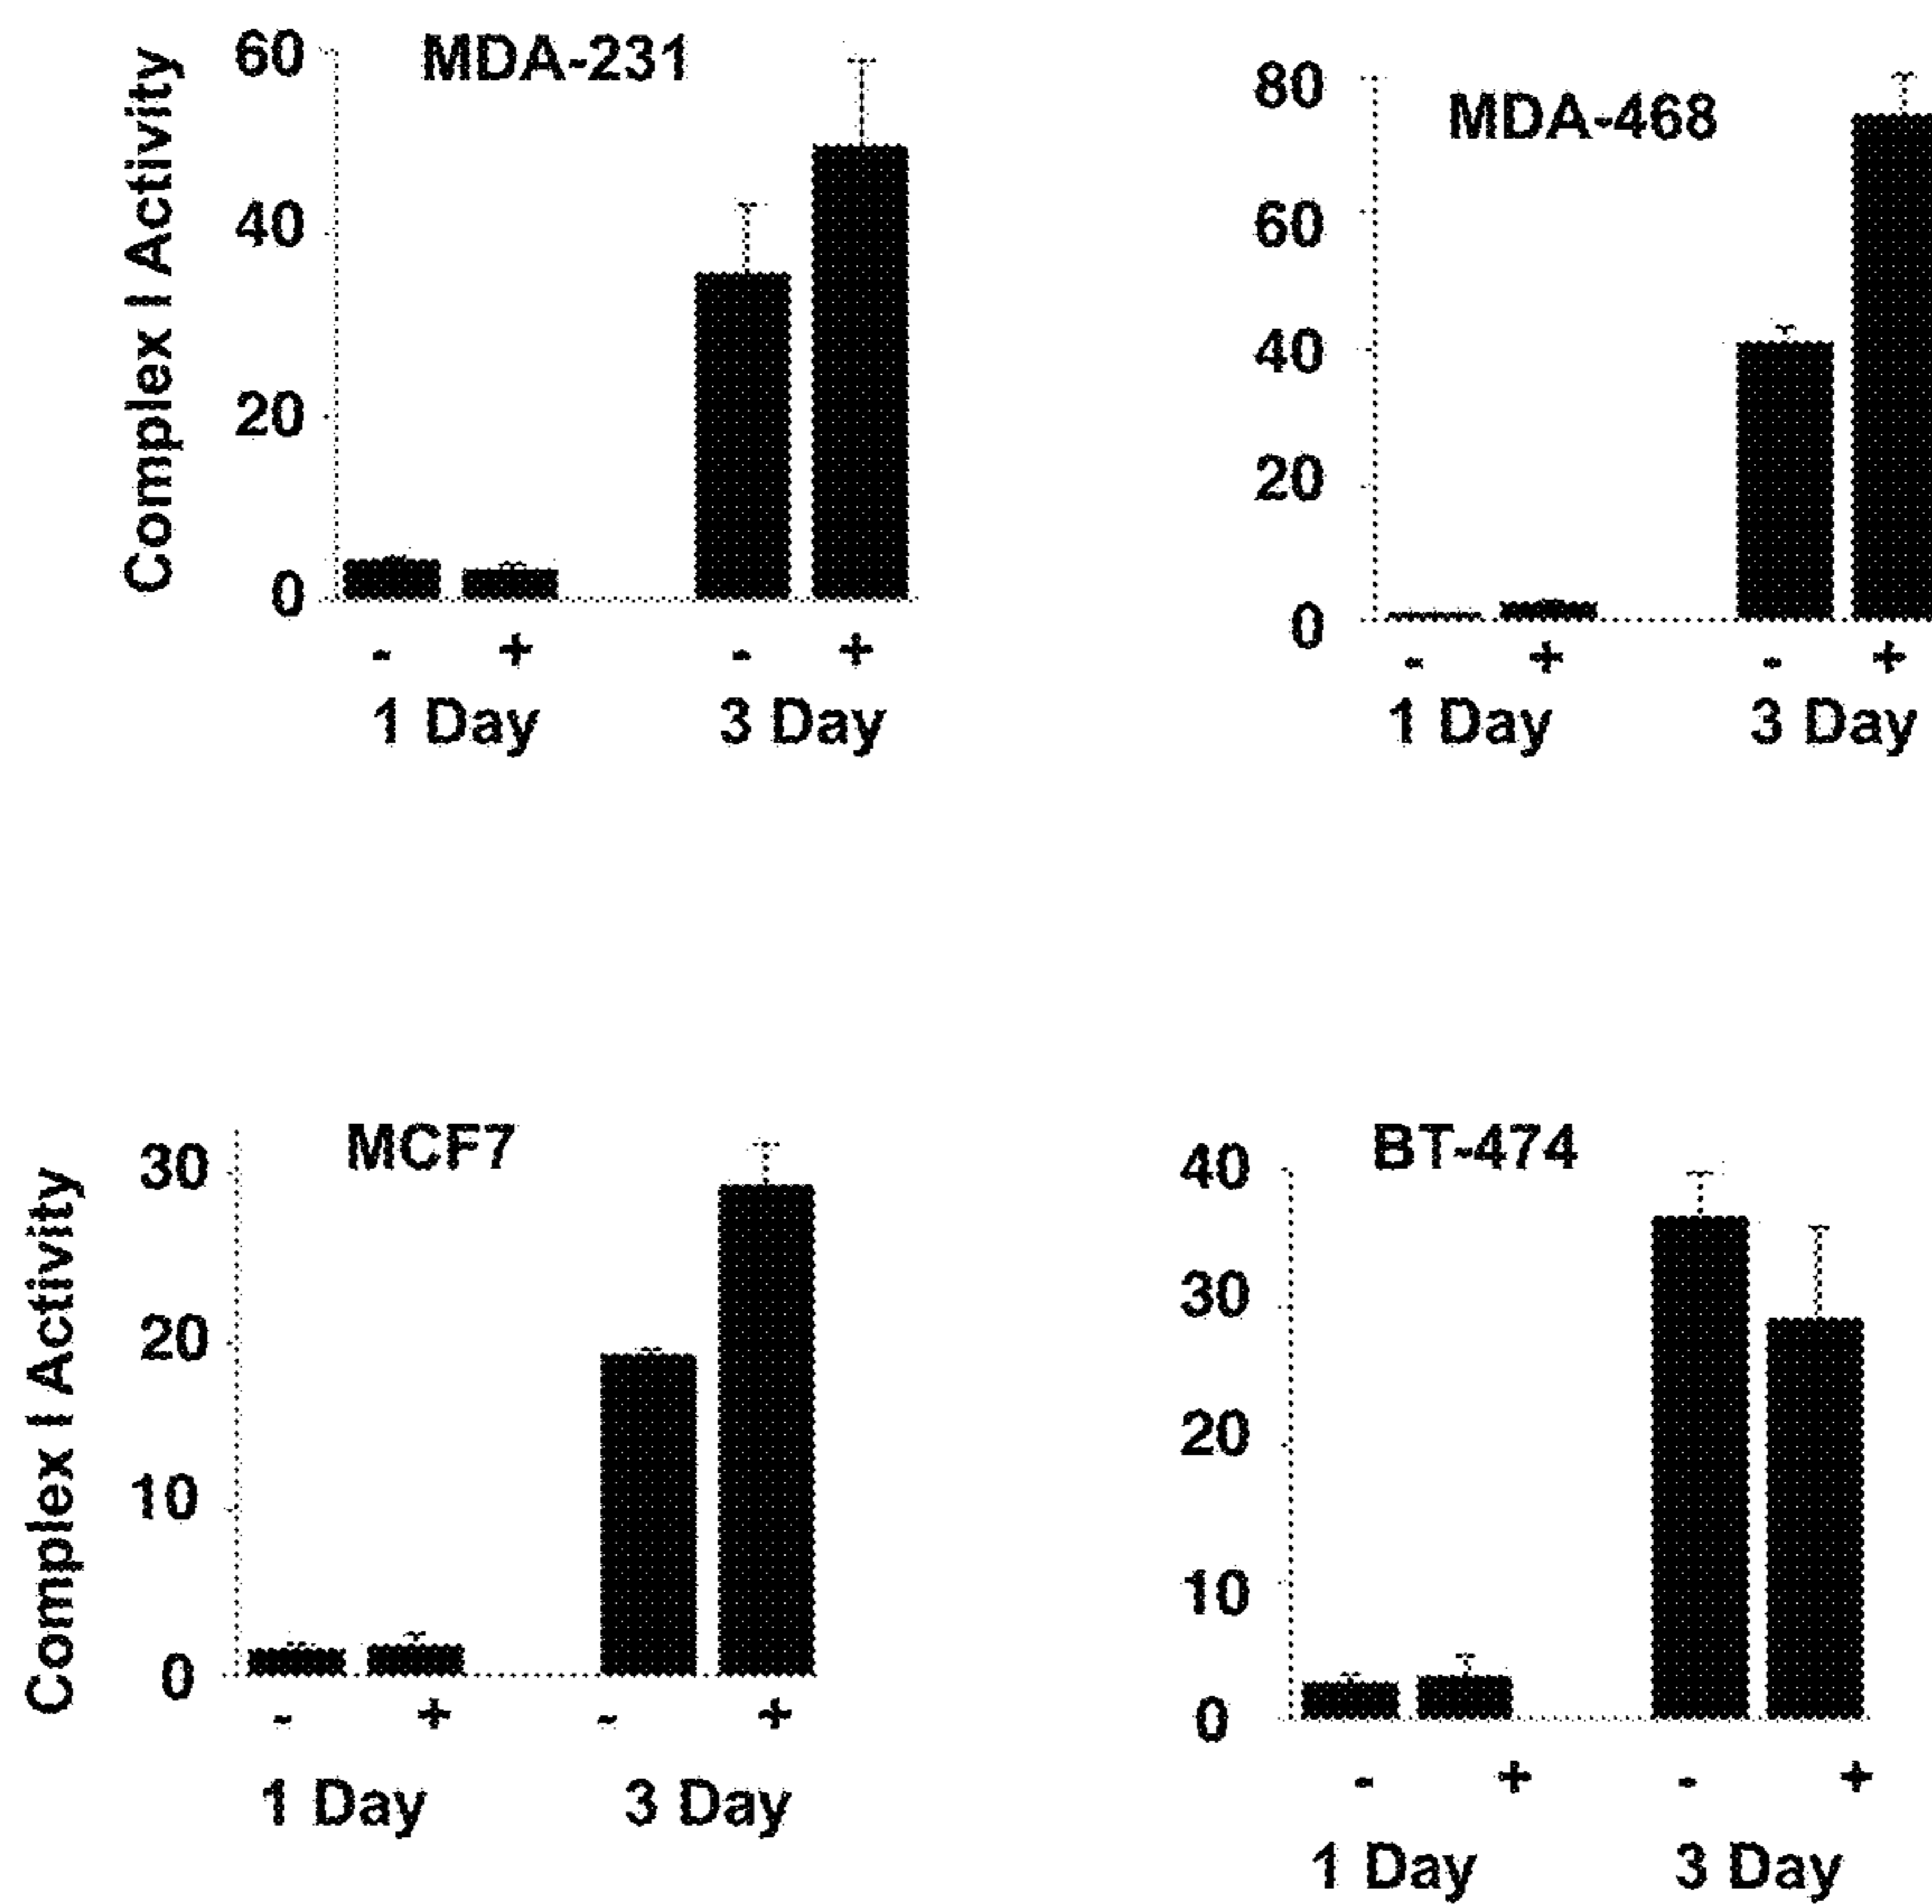 MDA-231
Complex I Activity
60
40
20
0
- + - +
1 Day 3 Day
MDA-468
80
60
40
20
0
- + - +
1 Day 3 Day
MCF7
Complex I Activity
30
20
10
0
- + - +
1 Day 3 Day
BT-474
40
30
20
10
0
- + - +
1 Day 3 Day